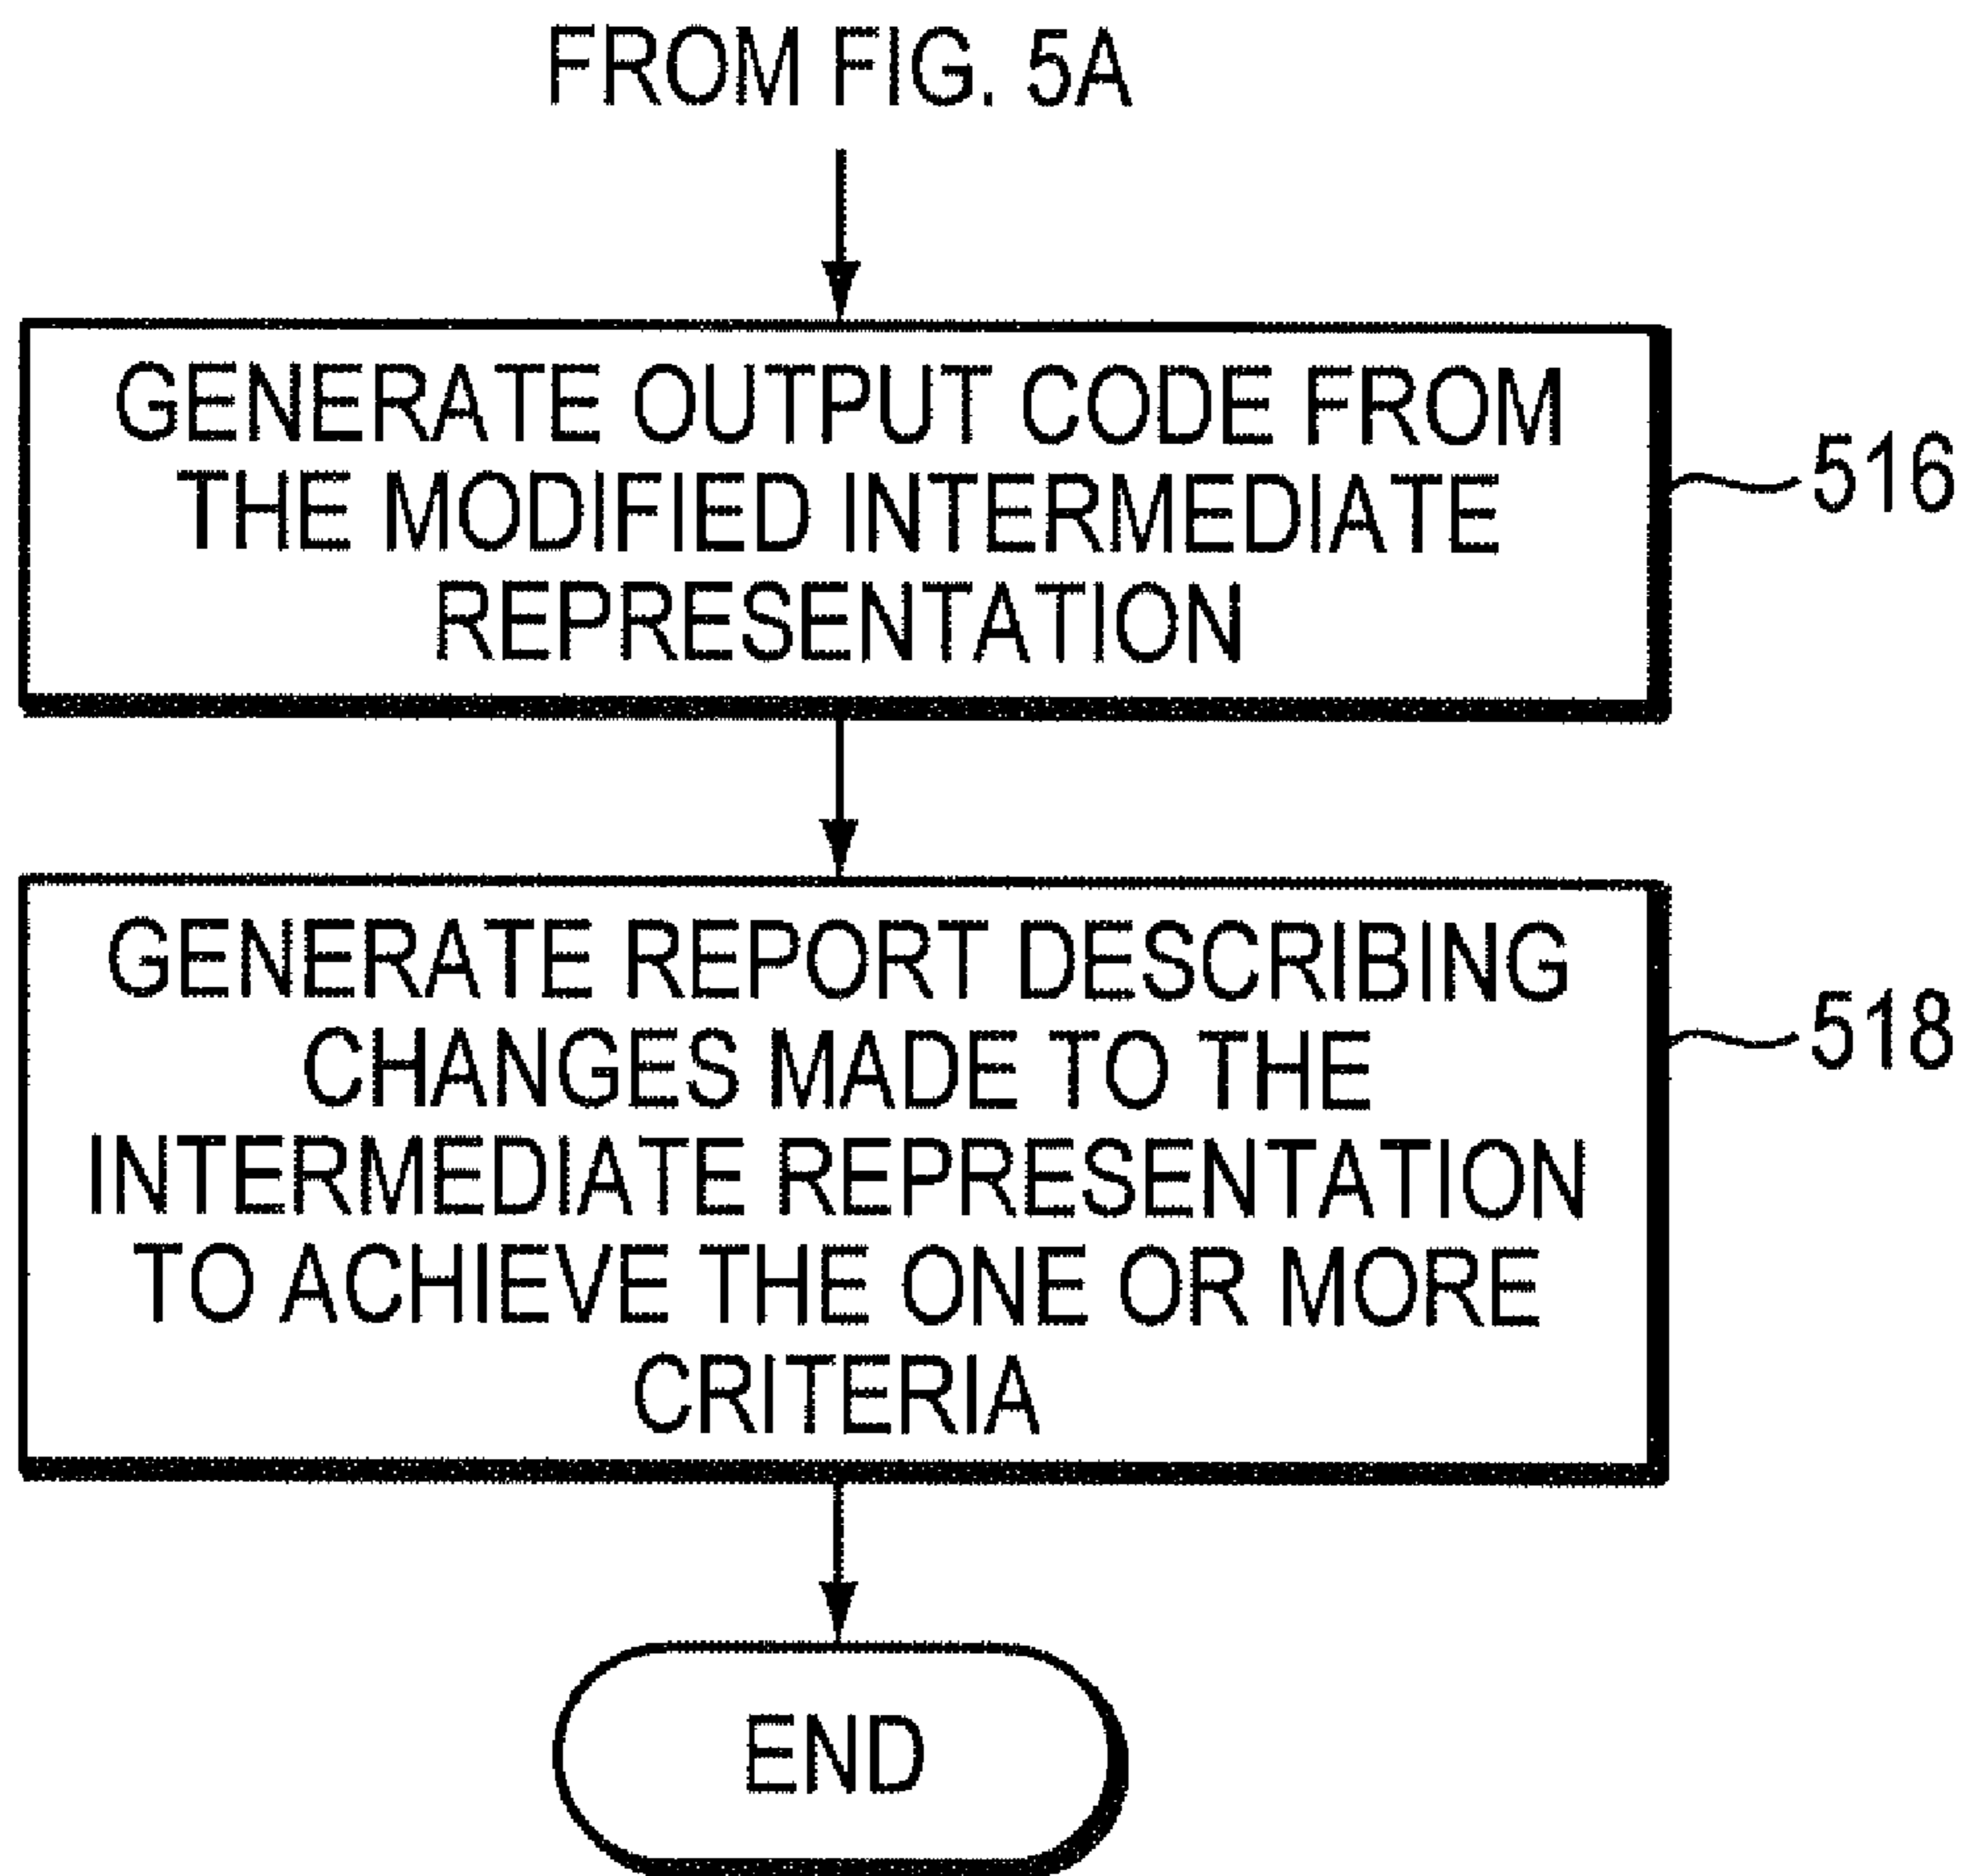 FROM FIG. 5A
GENERATE OUTPUT CODE FROM
THE MODIFIED INTERMEDIATE
REPRESENTATION
516
GENERATE REPORT DESCRIBING
CHANGES MADE TO THE
INTERMEDIATE REPRESENTATION
TO ACHIEVE THE ONE OR MORE
CRITERIA
518
END